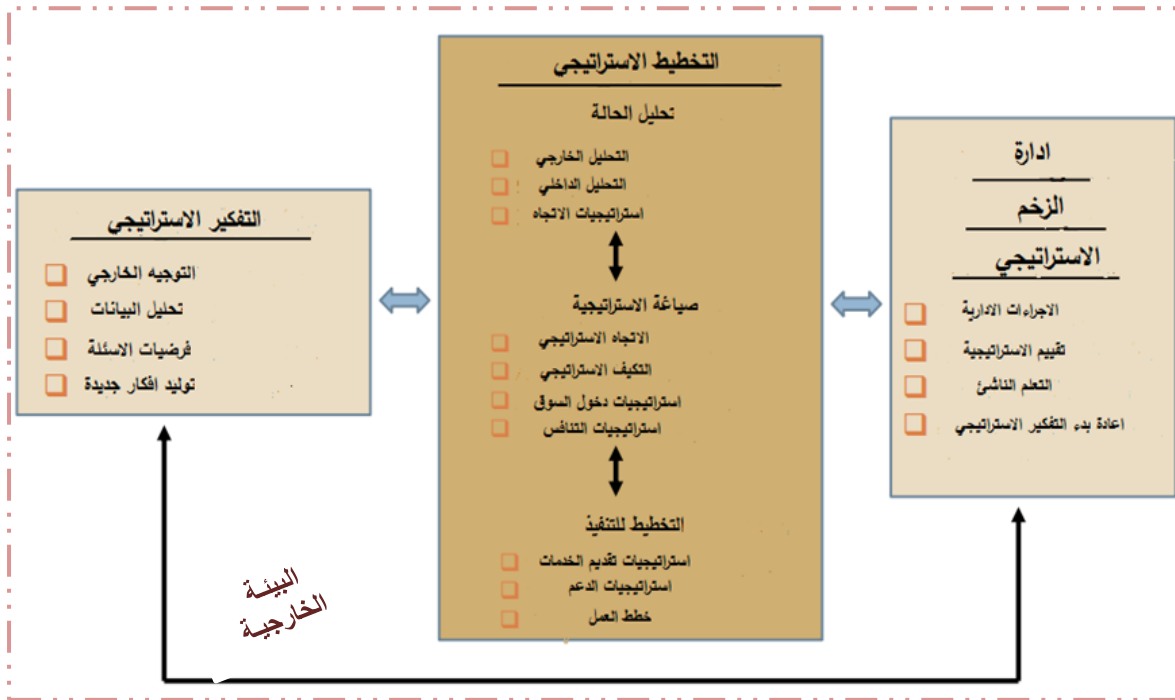 التخطيط الاستراتيجي
تحليل الحالة
التحليل الخارجي
التحليل الداخلي
استراتيجيات الاتجاه
صياغة الاستراتيجية
الاتجاه الاستراتيجي
التكيف الاستراتيجي
استراتيجيات دخول السوق
استراتيجيات التنافس
التخطيط للتنفيذ
استراتيجيات تقديم الخدمات
استراتيجيات الدعم
خطط العمل
ادارة
الزخم
الاستراتيجي
الاجراءات الادارية
تقييم الاستراتيجية
التعلم الناشئ
اعادة بدء التفكير الاستراتيجي
التفكير الاستراتيجي
التوجيه الخارجي
تحليل البيانات
فرضيات الاسئلة
توليد افكار جديدة
البيئة
الخارجية